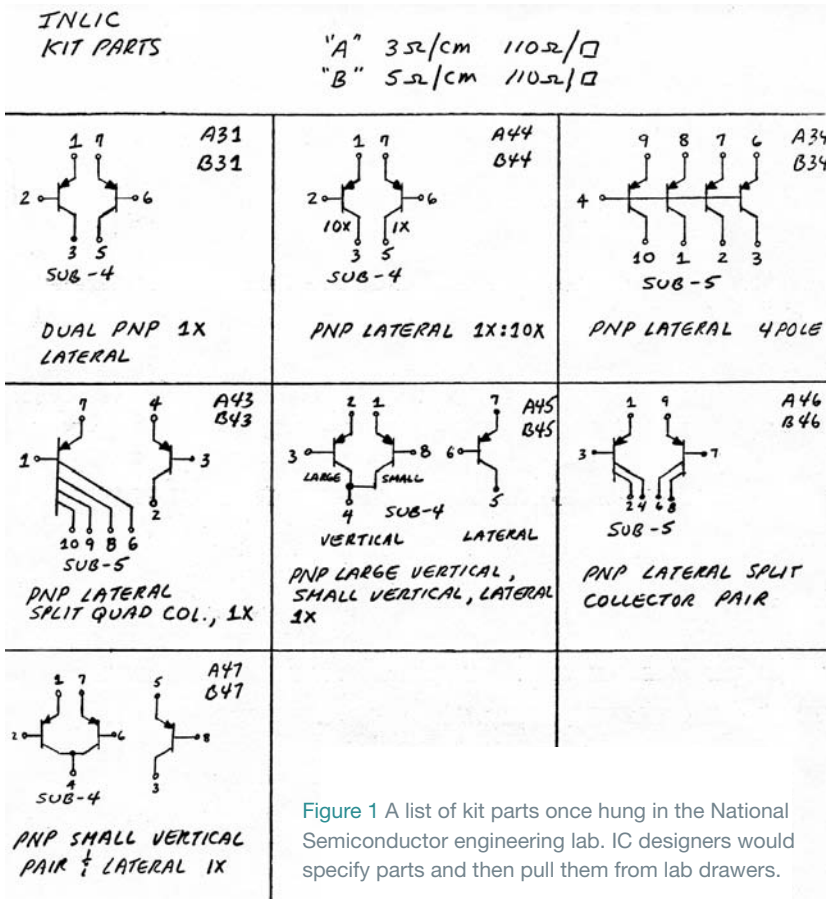 INLIC
KIT PARTS
"A" 3Ω/cm 110Ω/□
"B" 5Ω/cm 110Ω/□
A31
B31
1 7
2 6
3 5
SUB-4
DUAL PNP 1X
LATERAL
A44
B44
1 7
2 6
10X 1X
3 5
SUB-4
PNP LATERAL 1X:10X
A34
B34
9 8 7 6
4
10 1 2 3
SUB-5
PNP LATERAL 4 POLE
A43
B43
7 4
1 3
2
10 9 8 6
SUB-5
PNP LATERAL
SPLIT QUAD COL., 1X
A45
B45
2 1 7
3 8 6
LARGE SMALL
4 SUB-4 5
VERTICAL LATERAL
PNP LARGE VERTICAL,
SMALL VERTICAL, LATERAL
1X
A46
B46
1 9
3 7
2 4 6 8
SUB-5
PNP LATERAL SPLIT
COLLECTOR PAIR
A47
B47
1 7 5
2 6 8
4 3
SUB-4
PNP SMALL VERTICAL
PAIR & LATERAL 1X
Figure 1 A list of kit parts once hung in the National
Semiconductor engineering lab. IC designers would
specify parts and then pull them from lab drawers.